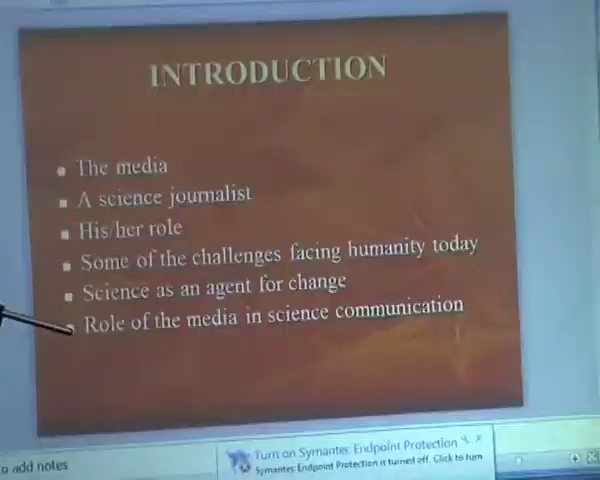 INTRODUCTION
The media
A science journalist
His/her role
Some of the challenges facing humanity today
Science as an agent for change
Role of the media in science communication
o add notes
Turn on Symantec Endpoint Protection
Symantec Endpoint Protection is turned off. Click to turn